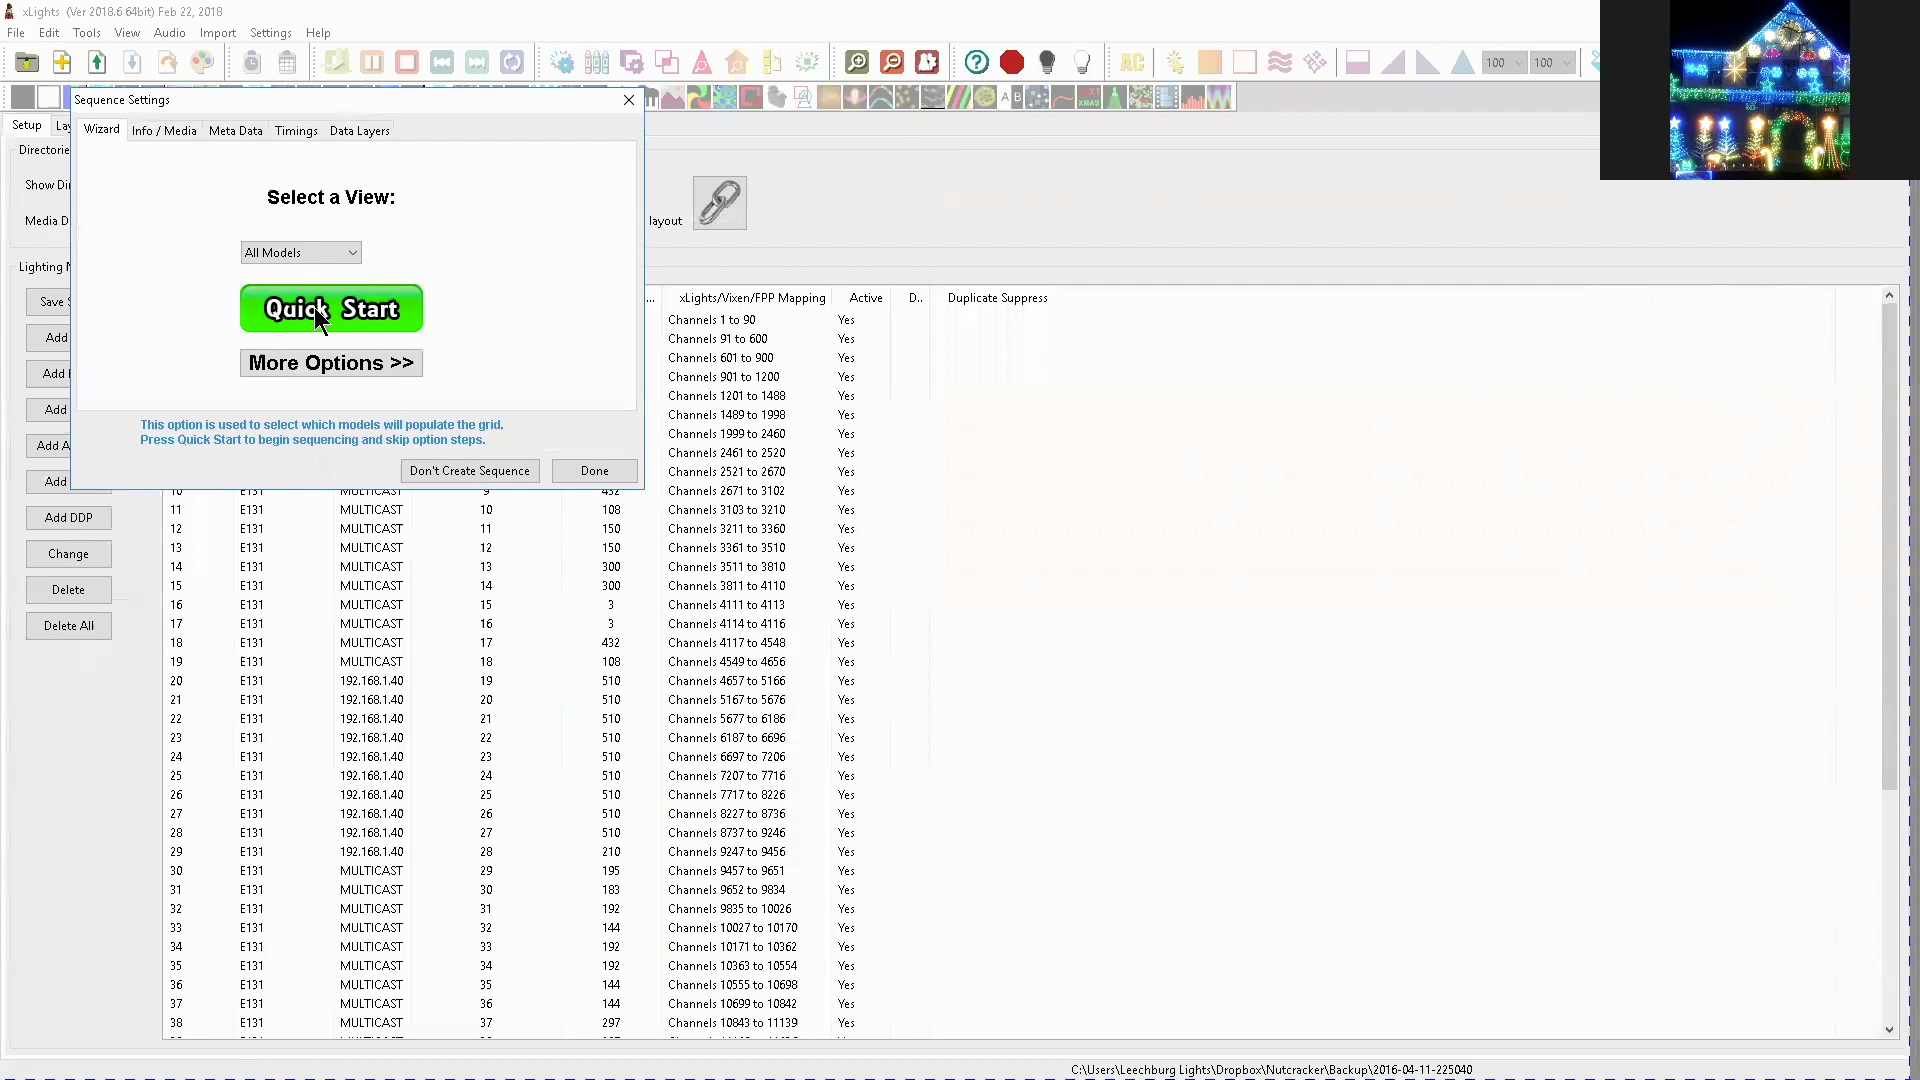 xLights (Ver 2018.6 64bit) Feb 22, 2018
File Edit Tools View Audio Import Settings Help
100 100
Sequence Settings
Setup
Wizard Info / Media Meta Data Timings Data Layers
Select a View:
All Models
Quick Start
More Options >>
This option is used to select which models will populate the grid.
Press Quick Start to begin sequencing and skip option steps.
Don't Create Sequence Done
layout
Save
Add
Add
Add
Add
Add
Add DDP
Change
Delete
Delete All
... xLights/Vixen/FPP Mapping Active D.. Duplicate Suppress
Channels 1 to 90 Yes
Channels 91 to 600 Yes
Channels 601 to 900 Yes
Channels 901 to 1200 Yes
Channels 1201 to 1488 Yes
Channels 1489 to 1998 Yes
Channels 1999 to 2460 Yes
Channels 2461 to 2520 Yes
Channels 2521 to 2670 Yes
10 E131 MULTICAST 9 432 Channels 2671 to 3102 Yes
11 E131 MULTICAST 10 108 Channels 3103 to 3210 Yes
12 E131 MULTICAST 11 150 Channels 3211 to 3360 Yes
13 E131 MULTICAST 12 150 Channels 3361 to 3510 Yes
14 E131 MULTICAST 13 300 Channels 3511 to 3810 Yes
15 E131 MULTICAST 14 300 Channels 3811 to 4110 Yes
16 E131 MULTICAST 15 3 Channels 4111 to 4113 Yes
17 E131 MULTICAST 16 3 Channels 4114 to 4116 Yes
18 E131 MULTICAST 17 432 Channels 4117 to 4548 Yes
19 E131 MULTICAST 18 108 Channels 4549 to 4656 Yes
20 E131 192.168.1.40 19 510 Channels 4657 to 5166 Yes
21 E131 192.168.1.40 20 510 Channels 5167 to 5676 Yes
22 E131 192.168.1.40 21 510 Channels 5677 to 6186 Yes
23 E131 192.168.1.40 22 510 Channels 6187 to 6696 Yes
24 E131 192.168.1.40 23 510 Channels 6697 to 7206 Yes
25 E131 192.168.1.40 24 510 Channels 7207 to 7716 Yes
26 E131 192.168.1.40 25 510 Channels 7717 to 8226 Yes
27 E131 192.168.1.40 26 510 Channels 8227 to 8736 Yes
28 E131 192.168.1.40 27 510 Channels 8737 to 9246 Yes
29 E131 192.168.1.40 28 210 Channels 9247 to 9456 Yes
30 E131 MULTICAST 29 195 Channels 9457 to 9651 Yes
31 E131 MULTICAST 30 183 Channels 9652 to 9834 Yes
32 E131 MULTICAST 31 192 Channels 9835 to 10026 Yes
33 E131 MULTICAST 32 144 Channels 10027 to 10170 Yes
34 E131 MULTICAST 33 192 Channels 10171 to 10362 Yes
35 E131 MULTICAST 34 192 Channels 10363 to 10554 Yes
36 E131 MULTICAST 35 144 Channels 10555 to 10698 Yes
37 E131 MULTICAST 36 144 Channels 10699 to 10842 Yes
38 E131 MULTICAST 37 297 Channels 10843 to 11139 Yes
C:\Users\Leechburg Lights\Dropbox\Nutcracker\Backup\2016-04-11-225040